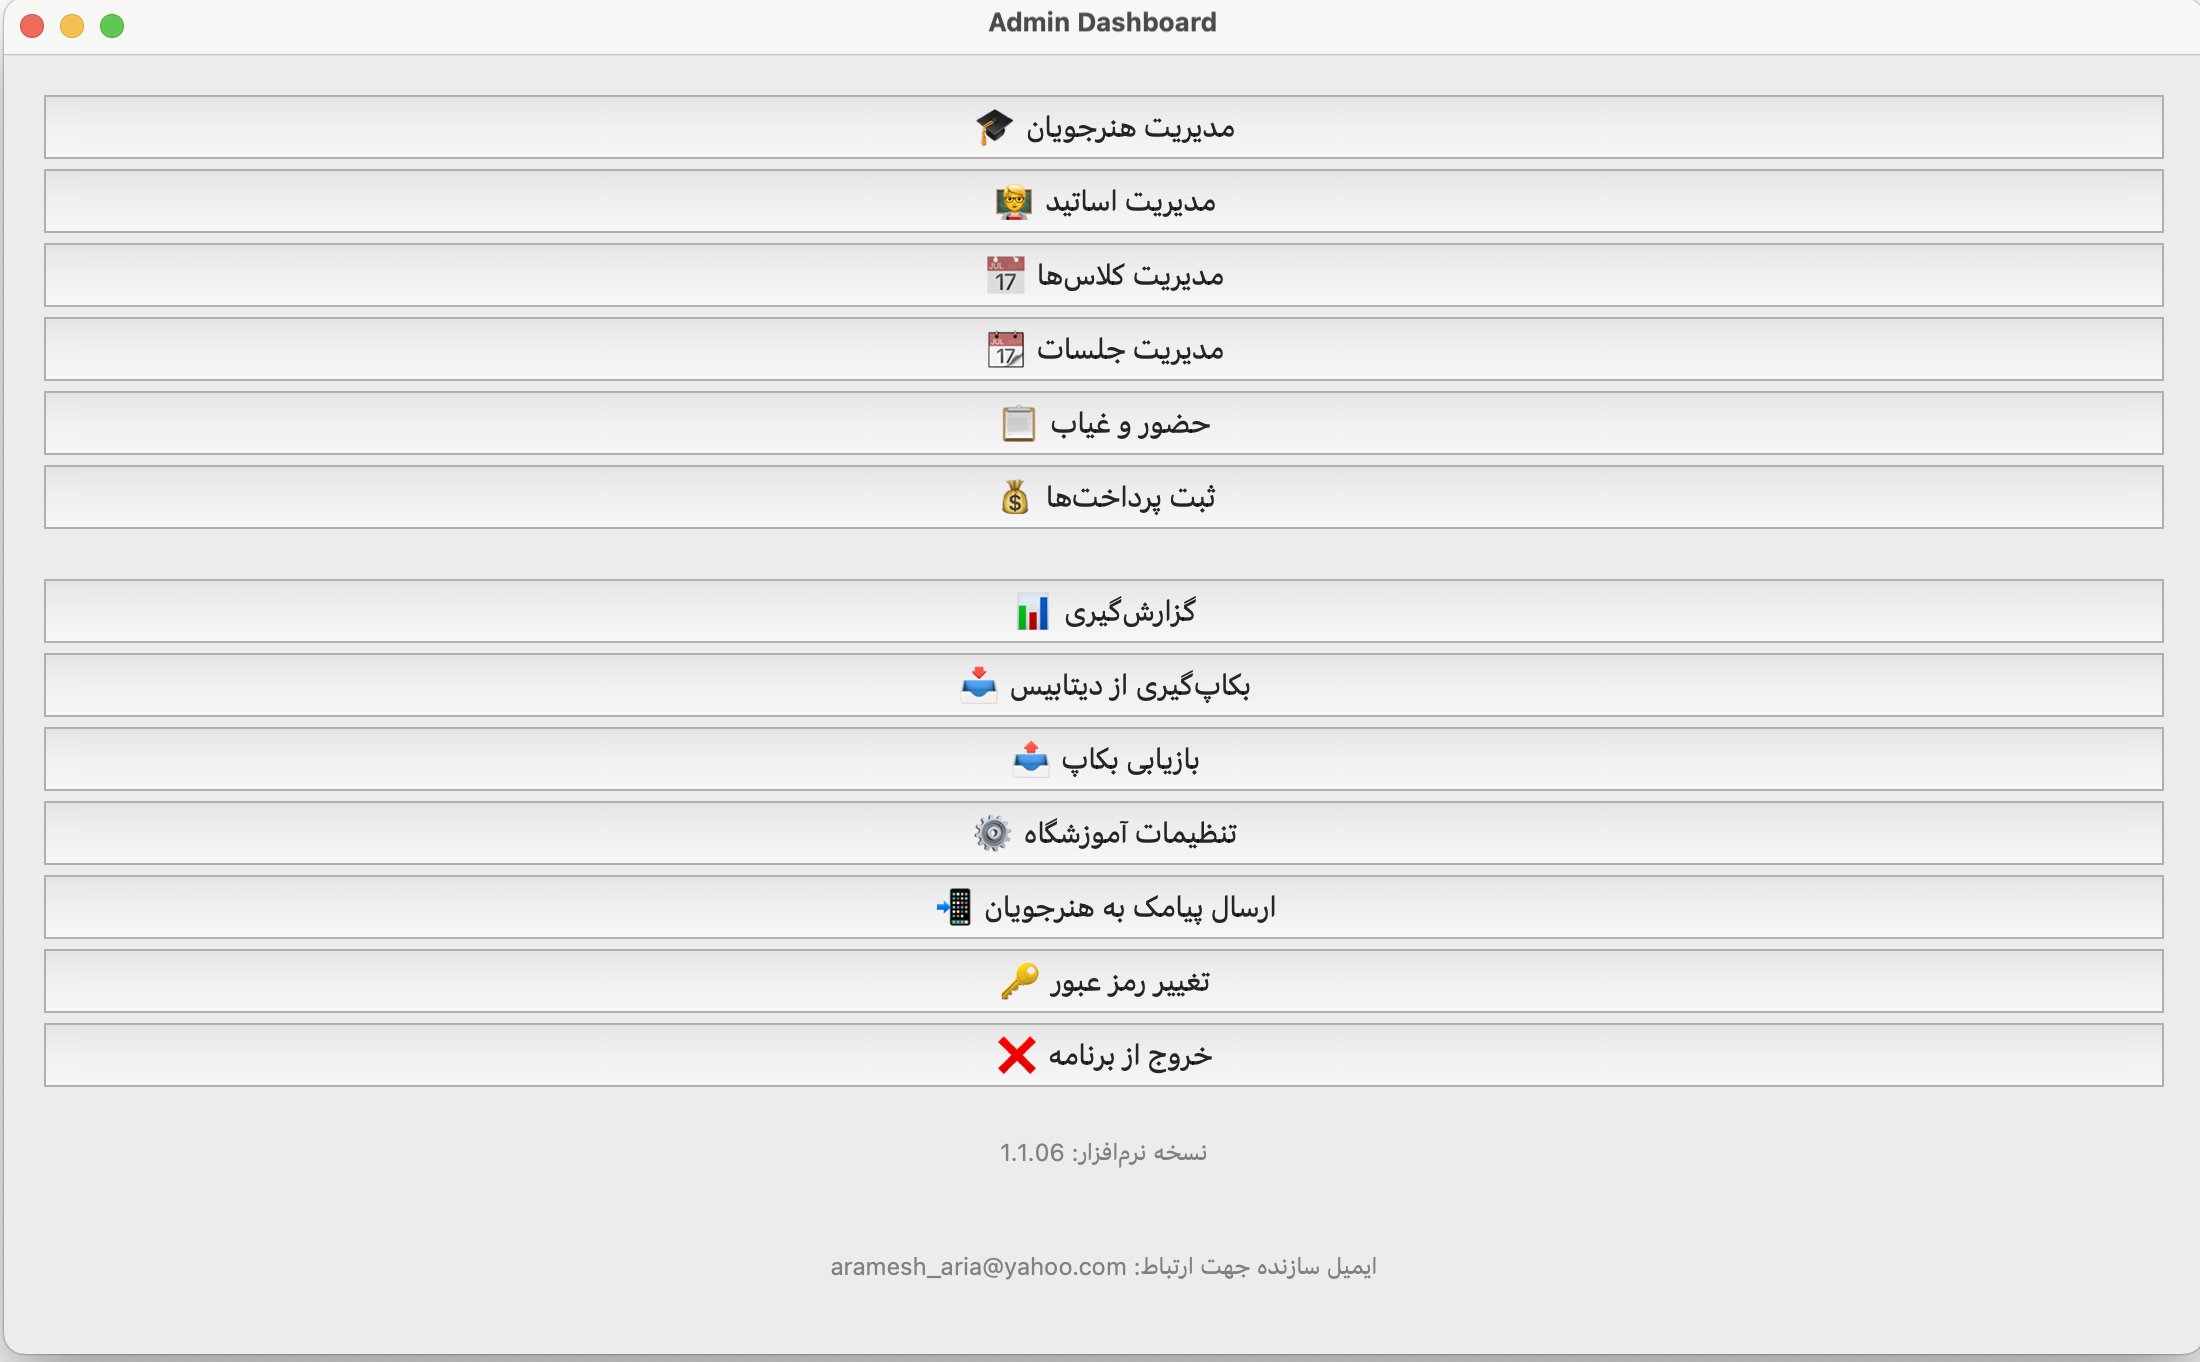 Admin Dashboard
مدیریت هنرجویان 🎓
مدیریت اساتید 👨‍🏫
مدیریت کلاس‌ها 📅
مدیریت جلسات 📆
حضور و غیاب 📋
ثبت پرداخت‌ها 💰
گزارش‌گیری 📊
بکاپ‌گیری از دیتابیس 📥
بازیابی بکاپ 📤
تنظیمات آموزشگاه ⚙️
ارسال پیامک به هنرجویان 📲
تغییر رمز عبور 🔑
خروج از برنامه ❌
نسخه نرم‌افزار: 1.1.06
ایمیل سازنده جهت ارتباط: aramesh_aria@yahoo.com